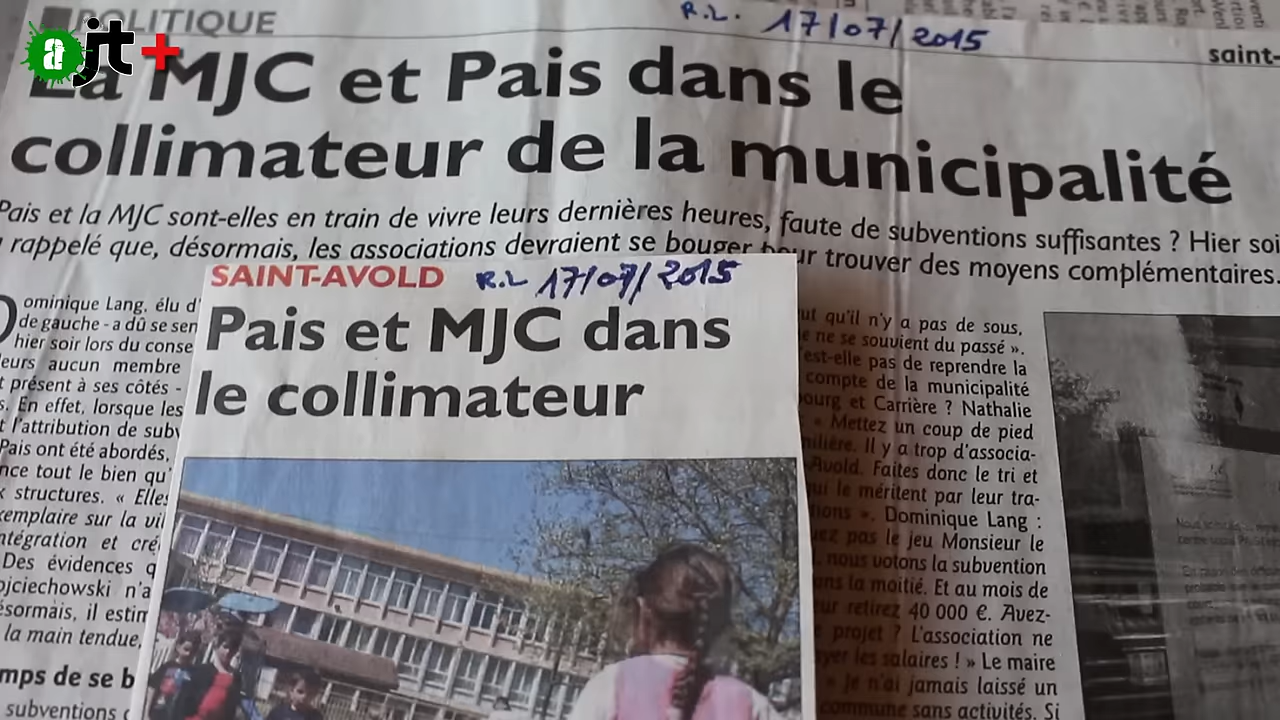 POLITIQUE
R.L. 17/07/2015
saint-
ajt+
La MJC et Pais dans le
collimateur de la municipalité
Pais et la MJC sont-elles en train de vivre leurs dernières heures, faute de subventions suffisantes ? Hier soi
rappelé que, désormais, les associations devraient se bouger pour trouver des moyens complémentaires.
Dominique Lang, élu d'
de gauche - a dû se sen
hier soir lors du conse
leurs aucun membre
t présent à ses côtés -
s. En effet, lorsque les
t l'attribution de subv
Pais ont été abordés,
nce tout le bien qu'
x structures. « Elles
xemplaire sur la vil
ntégration et cré
Des évidences q
ojciechowski n'a
ésormais, il estim
la main tendue,
mps de se b
subventions
SAINT-AVOLD
R.L 17/07/2015
Pais et MJC dans
le collimateur
ut qu'il n'y a pas de sous,
e ne se souvient du passé ».
est-elle pas de reprendre la
compte de la municipalité
ourg et Carrière ? Nathalie
« Mettez un coup de pied
milière. Il y a trop d'associa-
Avold. Faites donc le tri et
ui le méritent par leur tra-
tions ». Dominique Lang :
uez pas le jeu Monsieur le
, nous votons la subvention
ans la moitié. Et au mois de
eur retirez 40 000 €. Avez-
e projet ? L'association ne
yer les salaires ! » Le maire
« Je n'ai jamais laissé un
commune sans activités. Si